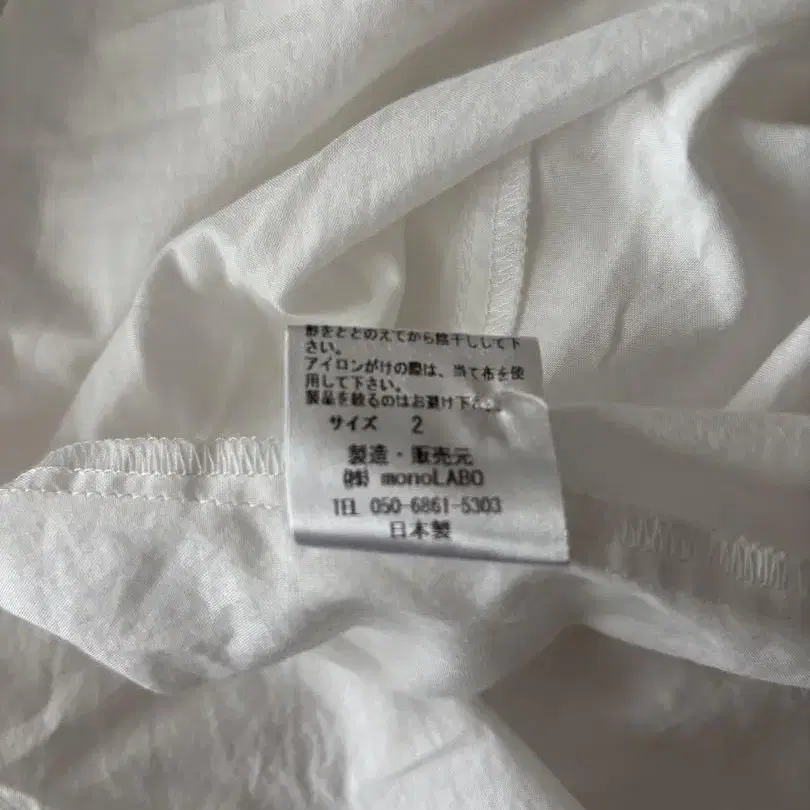 形をととのえてから陰干しして下
さい。
アイロンがけの際は、当て布を使
用して下さい。
製品を絞るのはお避け下さい。
サイズ 2
製造・販売元
㈱ monoLABO
TEL 050-6861-5303
日本製